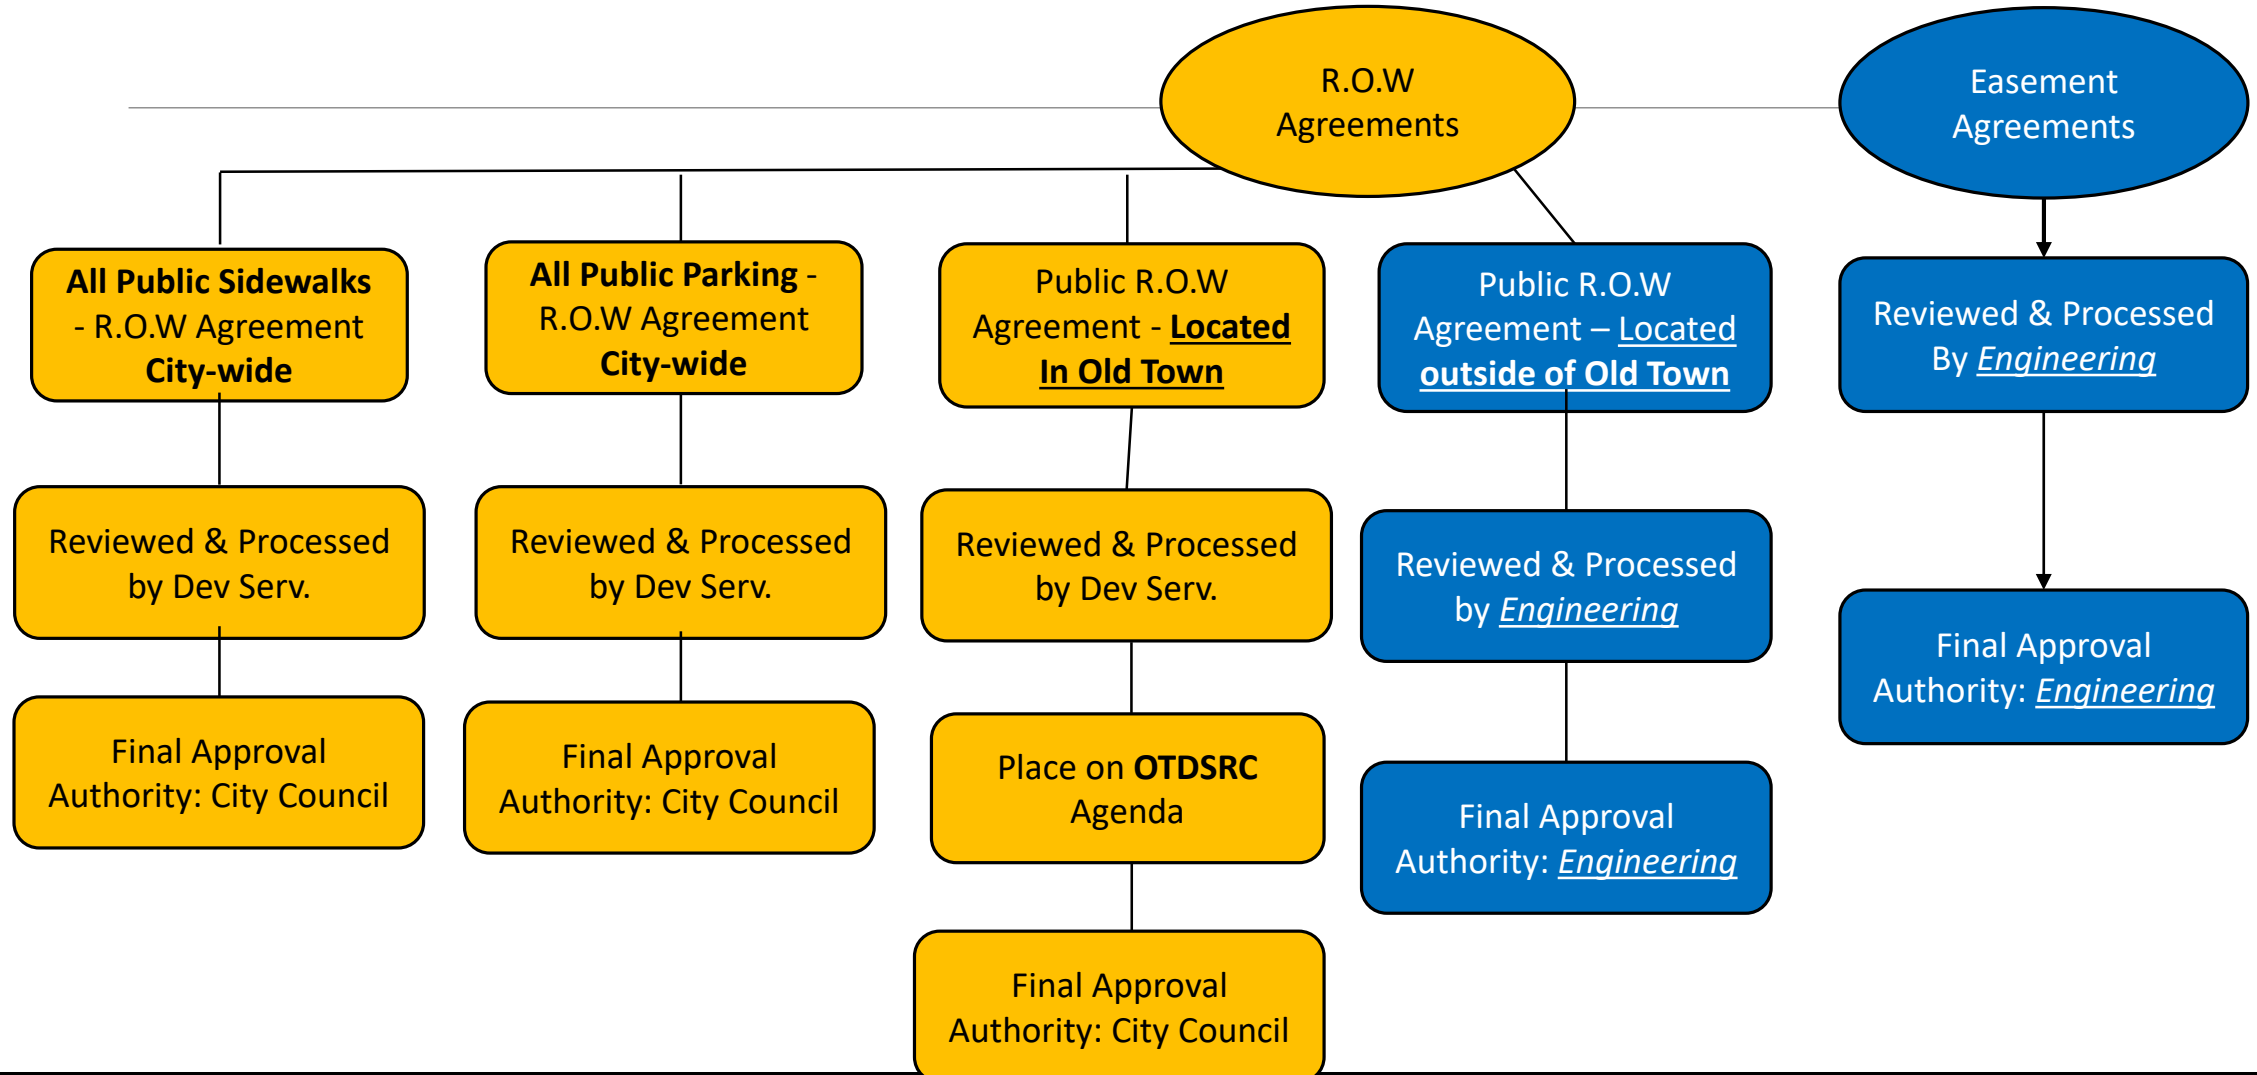 R.O.W
Agreements
Easement
Agreements
All Public Sidewalks
- R.O.W Agreement
City-wide
Reviewed & Processed
by Dev Serv.
Final Approval
Authority: City Council
All Public Parking -
R.O.W Agreement
City-wide
Reviewed & Processed
by Dev Serv.
Final Approval
Authority: City Council
Public R.O.W
Agreement - Located
In Old Town
Reviewed & Processed
by Dev Serv.
Place on OTDSRC
Agenda
Final Approval
Authority: City Council
Public R.O.W
Agreement – Located
outside of Old Town
Reviewed & Processed
by Engineering
Final Approval
Authority: Engineering
Reviewed & Processed
By Engineering
Final Approval
Authority: Engineering